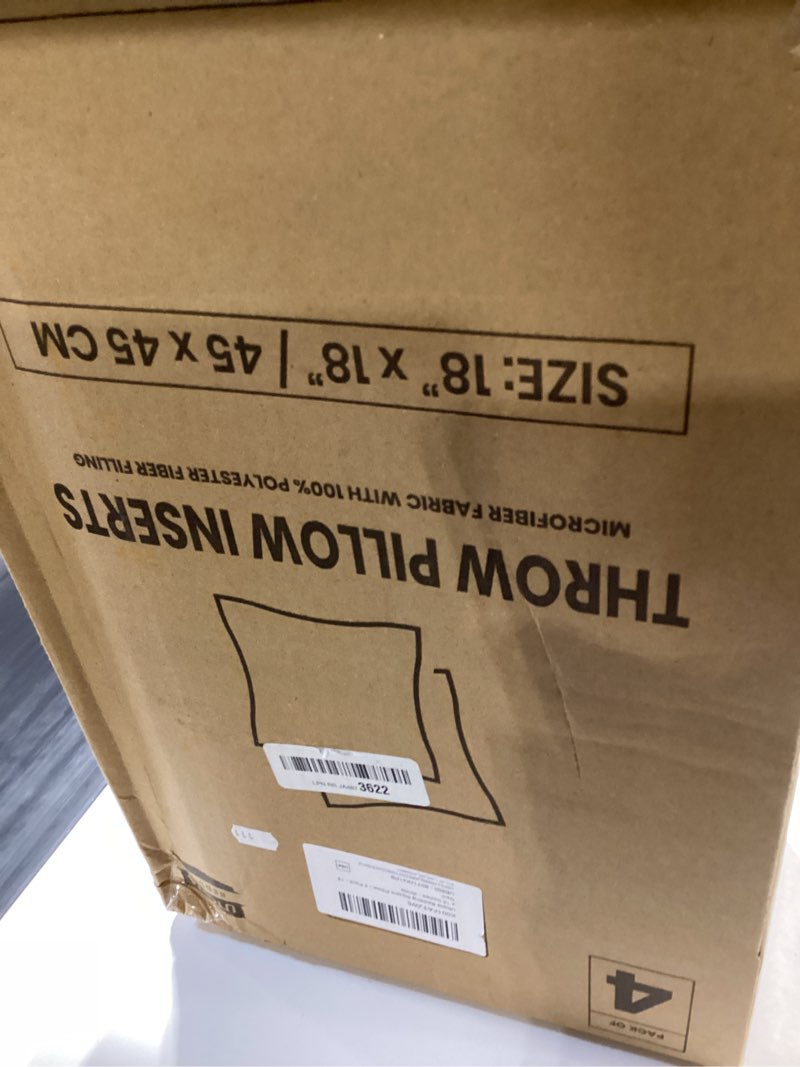 PACK OF
4
THROW PILLOW INSERTS
MICROFIBER FABRIC WITH 100% POLYESTER FIBER FILLING
SIZE: 18" x 18" | 45 x 45 CM
3622
111